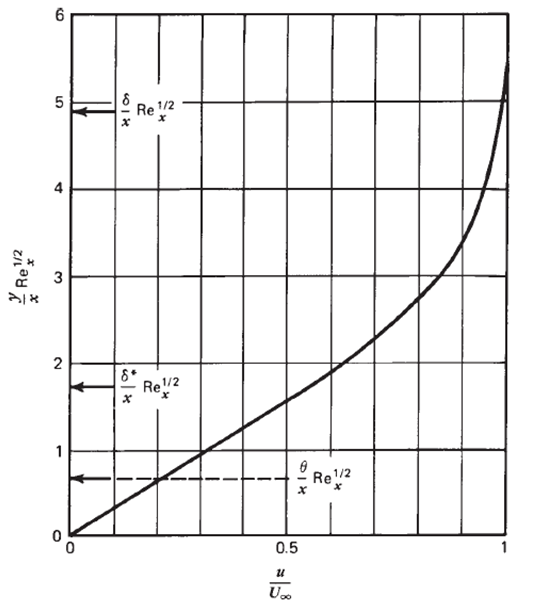 6
5
δ/x Re_x^{1/2}
4
y/x Re_x^{1/2}
3
2
δ*/x Re_x^{1/2}
1
θ/x Re_x^{1/2}
0
0 0.5 1
u/U_∞